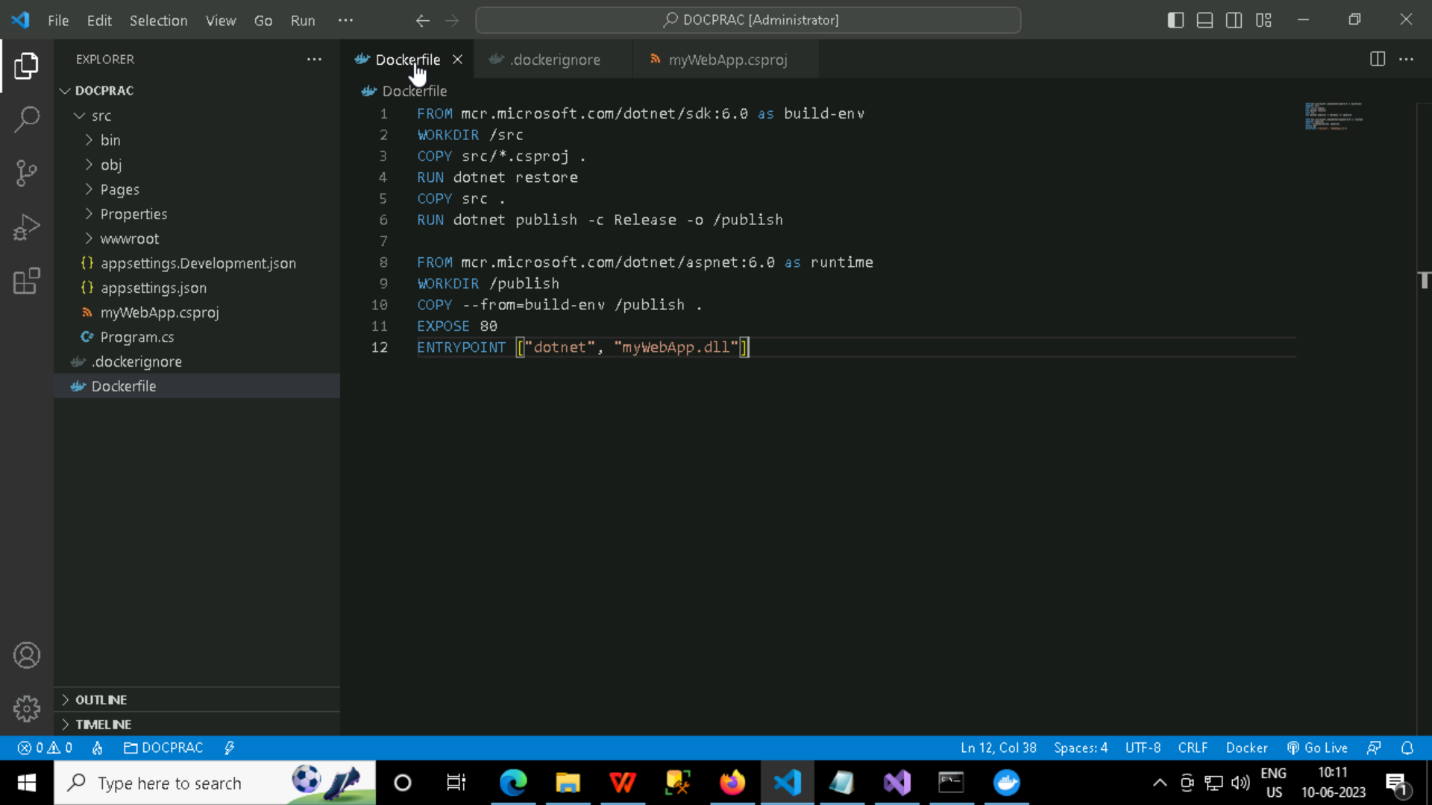 File Edit Selection View Go Run ··· DOCPRAC [Administrator]
EXPLORER ···
Dockerfile .dockerignore myWebApp.csproj ···
DOCPRAC
src
bin
obj
Pages
Properties
wwwroot
{} appsettings.Development.json
{} appsettings.json
myWebApp.csproj
Program.cs
.dockerignore
Dockerfile
OUTLINE
TIMELINE
Dockerfile
1 FROM mcr.microsoft.com/dotnet/sdk:6.0 as build-env
2 WORKDIR /src
3 COPY src/*.csproj .
4 RUN dotnet restore
5 COPY src .
6 RUN dotnet publish -c Release -o /publish
7
8 FROM mcr.microsoft.com/dotnet/aspnet:6.0 as runtime
9 WORKDIR /publish
10 COPY --from=build-env /publish .
11 EXPOSE 80
12 ENTRYPOINT ["dotnet", "myWebApp.dll"]
0 0 DOCPRAC Ln 12, Col 38 Spaces: 4 UTF-8 CRLF Docker Go Live
Type here to search
ENG
US
10:11
10-06-2023
1